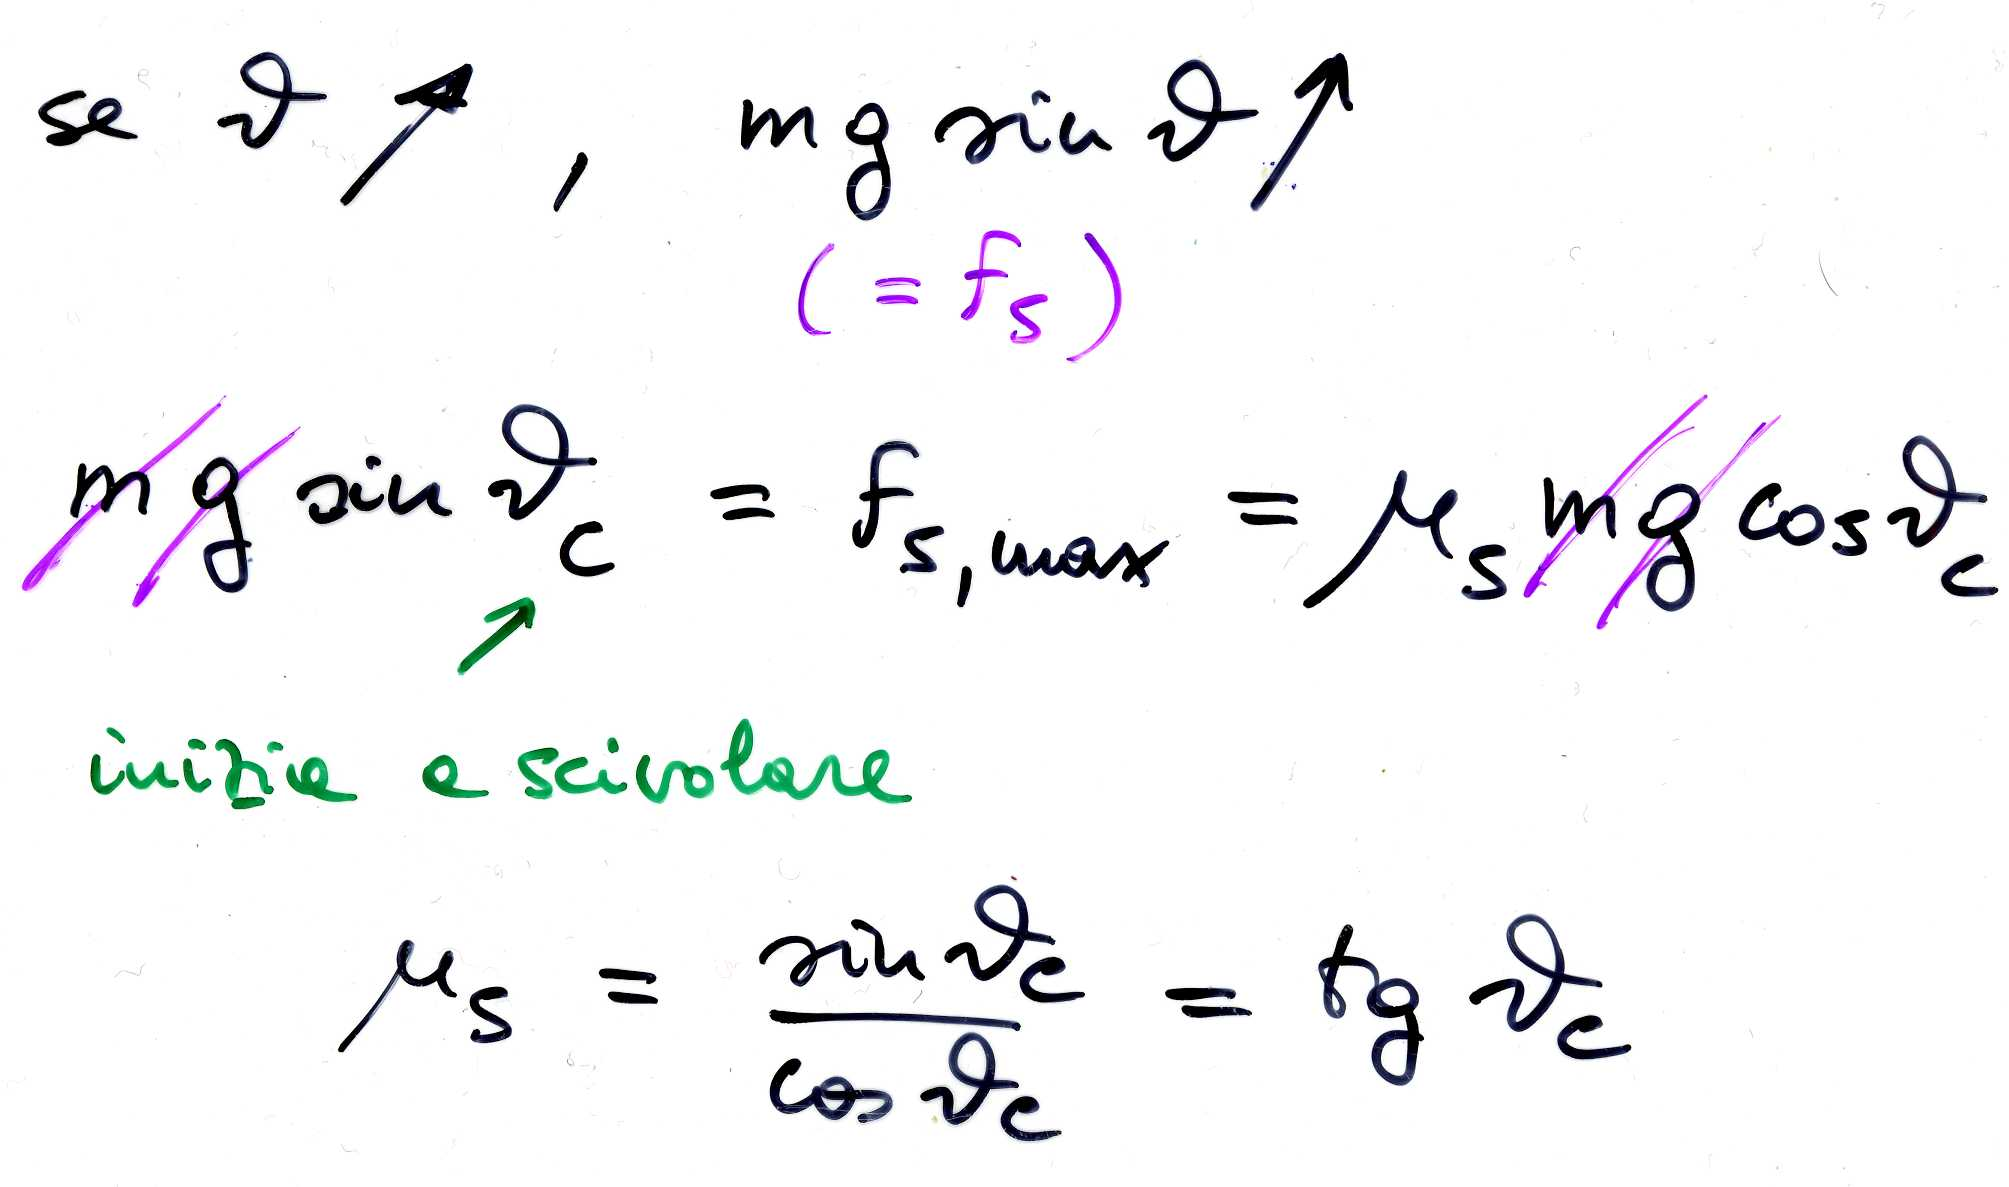 se ϑ ↗, mg sin ϑ ↗
(= fs)
mg sin ϑc = fs,max = μs mg cos ϑc
↗
inizia a scivolare
μs = sin ϑc / cos ϑc = tg ϑc